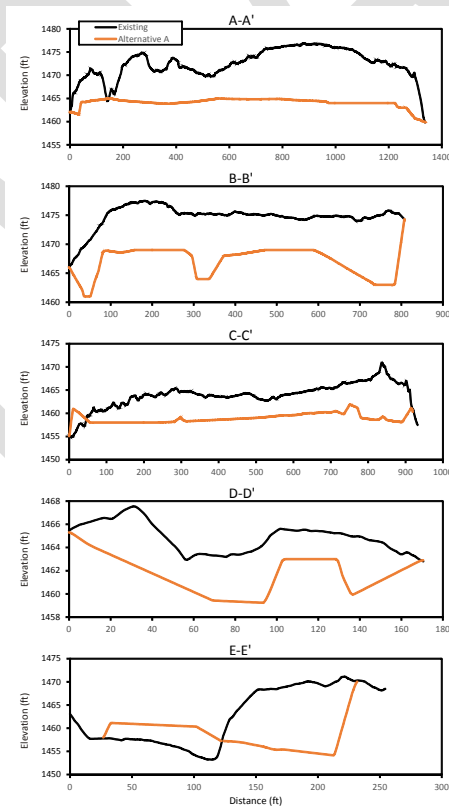 A-A'
Existing
Alternative A
Elevation (ft)
1480
1475
1470
1465
1460
1455
0 200 400 600 800 1000 1200 1400
B-B'
Elevation (ft)
1480
1475
1470
1465
1460
0 100 200 300 400 500 600 700 800 900
C-C'
Elevation (ft)
1475
1470
1465
1460
1455
1450
0 100 200 300 400 500 600 700 800 900 1000
D-D'
Elevation (ft)
1468
1466
1464
1462
1460
1458
0 20 40 60 80 100 120 140 160 180
E-E'
Elevation (ft)
1475
1470
1465
1460
1455
1450
0 50 100 150 200 250 300
Distance (ft)